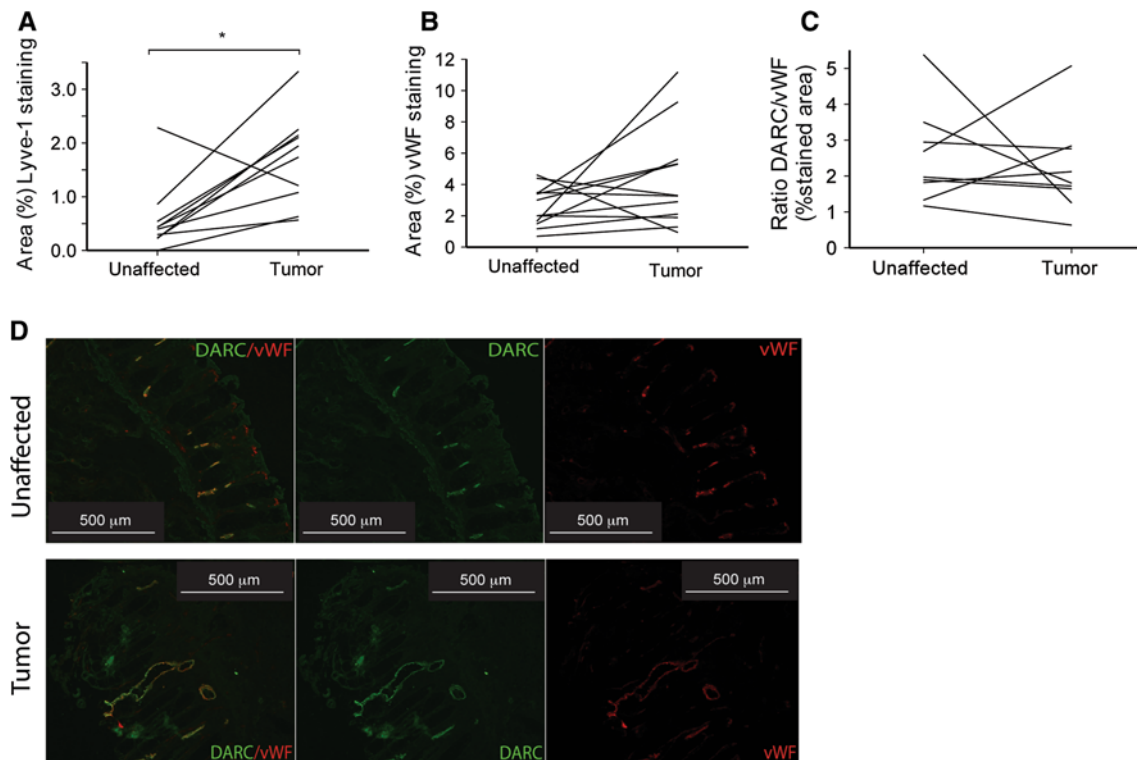 A
Area (%) Lyve-1 staining
3.0
2.0
1.0
0.0
*
Unaffected
Tumor
B
Area (%) vWF staining
12
10
8
6
4
2
0
Unaffected
Tumor
C
Ratio DARC/vWF
(%stained area)
5
4
3
2
1
0
Unaffected
Tumor
D
Unaffected
DARC/vWF
DARC
vWF
500 μm
500 μm
500 μm
Tumor
500 μm
500 μm
500 μm
DARC/vWF
DARC
vWF